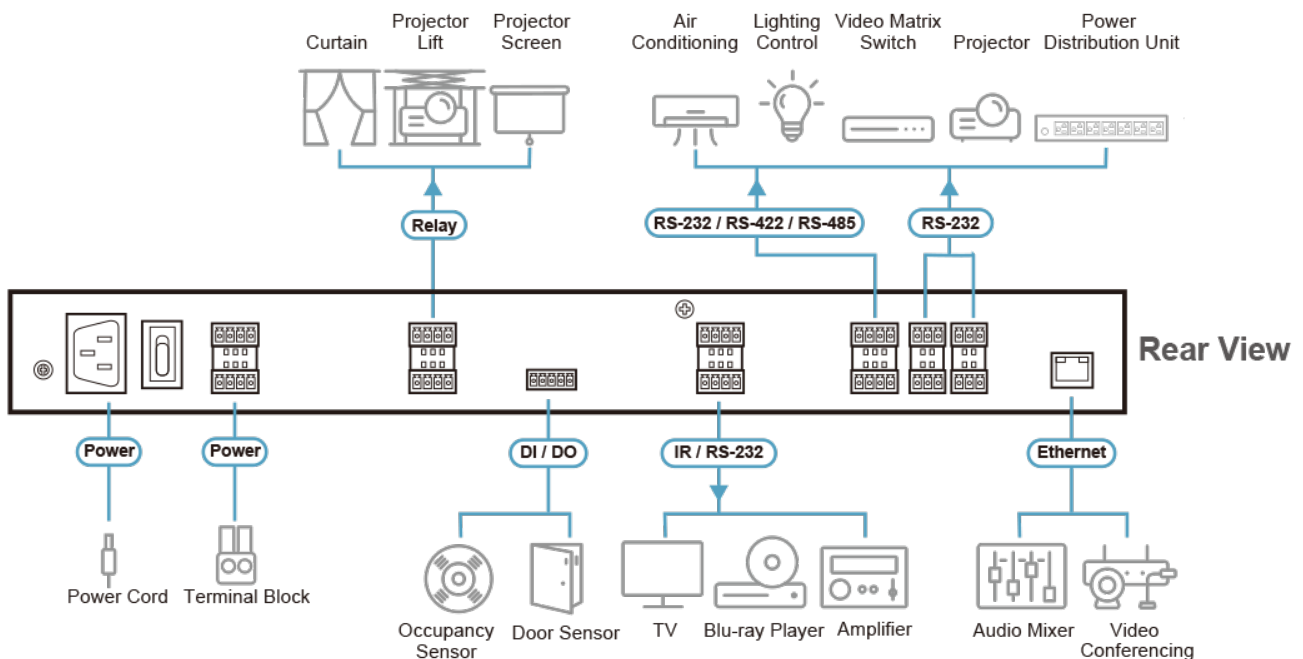 Curtain
Projector
Lift
Projector
Screen
Air
Conditioning
Lighting
Control
Video Matrix
Switch
Projector
Power
Distribution Unit
Relay
RS-232 / RS-422 / RS-485
RS-232
Rear View
Power
Power
DI / DO
IR / RS-232
Ethernet
Power Cord
Terminal Block
Occupancy
Sensor
Door Sensor
TV
Blu-ray Player
Amplifier
Audio Mixer
Video
Conferencing